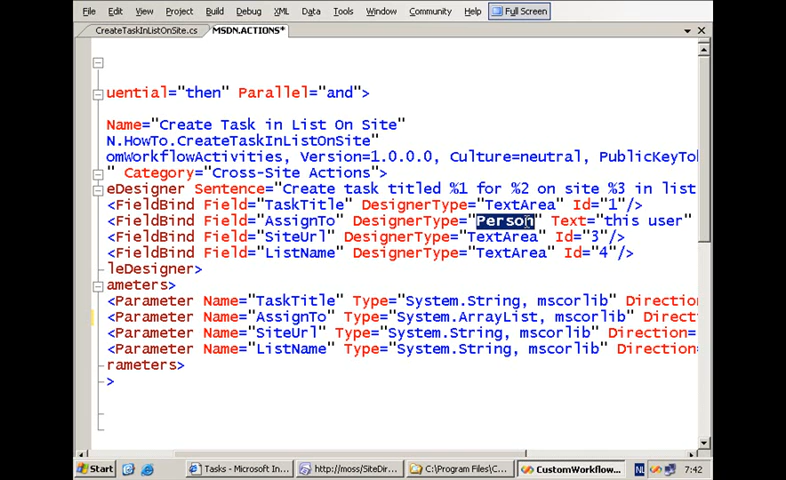 File Edit View Project Build Debug XML Data Tools Window Community Help Full Screen
CreateTaskInListOnSite.cs MSDN.ACTIONS*
uential="then" Parallel="and">
Name="Create Task in List On Site"
N.HowTo.CreateTaskInListOnSite"
omWorkflowActivities, Version=1.0.0.0, Culture=neutral, PublicKeyTo
" Category="Cross-Site Actions">
eDesigner Sentence="Create task titled %1 for %2 on site %3 in list
<FieldBind Field="TaskTitle" DesignerType="TextArea" Id="1"/>
<FieldBind Field="AssignTo" DesignerType="Person" Text="this user"
<FieldBind Field="SiteUrl" DesignerType="TextArea" Id="3"/>
<FieldBind Field="ListName" DesignerType="TextArea" Id="4"/>
leDesigner>
ameters>
<Parameter Name="TaskTitle" Type="System.String, mscorlib" Direction
<Parameter Name="AssignTo" Type="System.ArrayList, mscorlib" Direct
<Parameter Name="SiteUrl" Type="System.String, mscorlib" Direction=
<Parameter Name="ListName" Type="System.String, mscorlib" Direction=
rameters>
>
Start Tasks - Microsoft In... http://moss/SiteDir... C:\Program Files\C... CustomWorkflow... NL 7:42